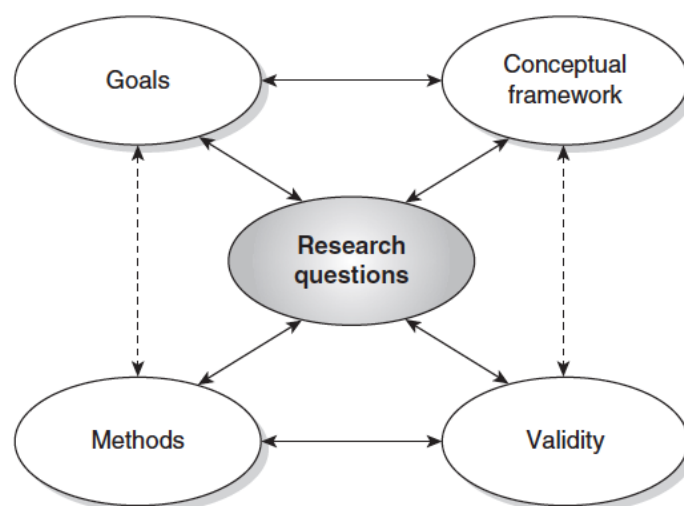 Goals
Conceptual
framework
Research
questions
Methods
Validity